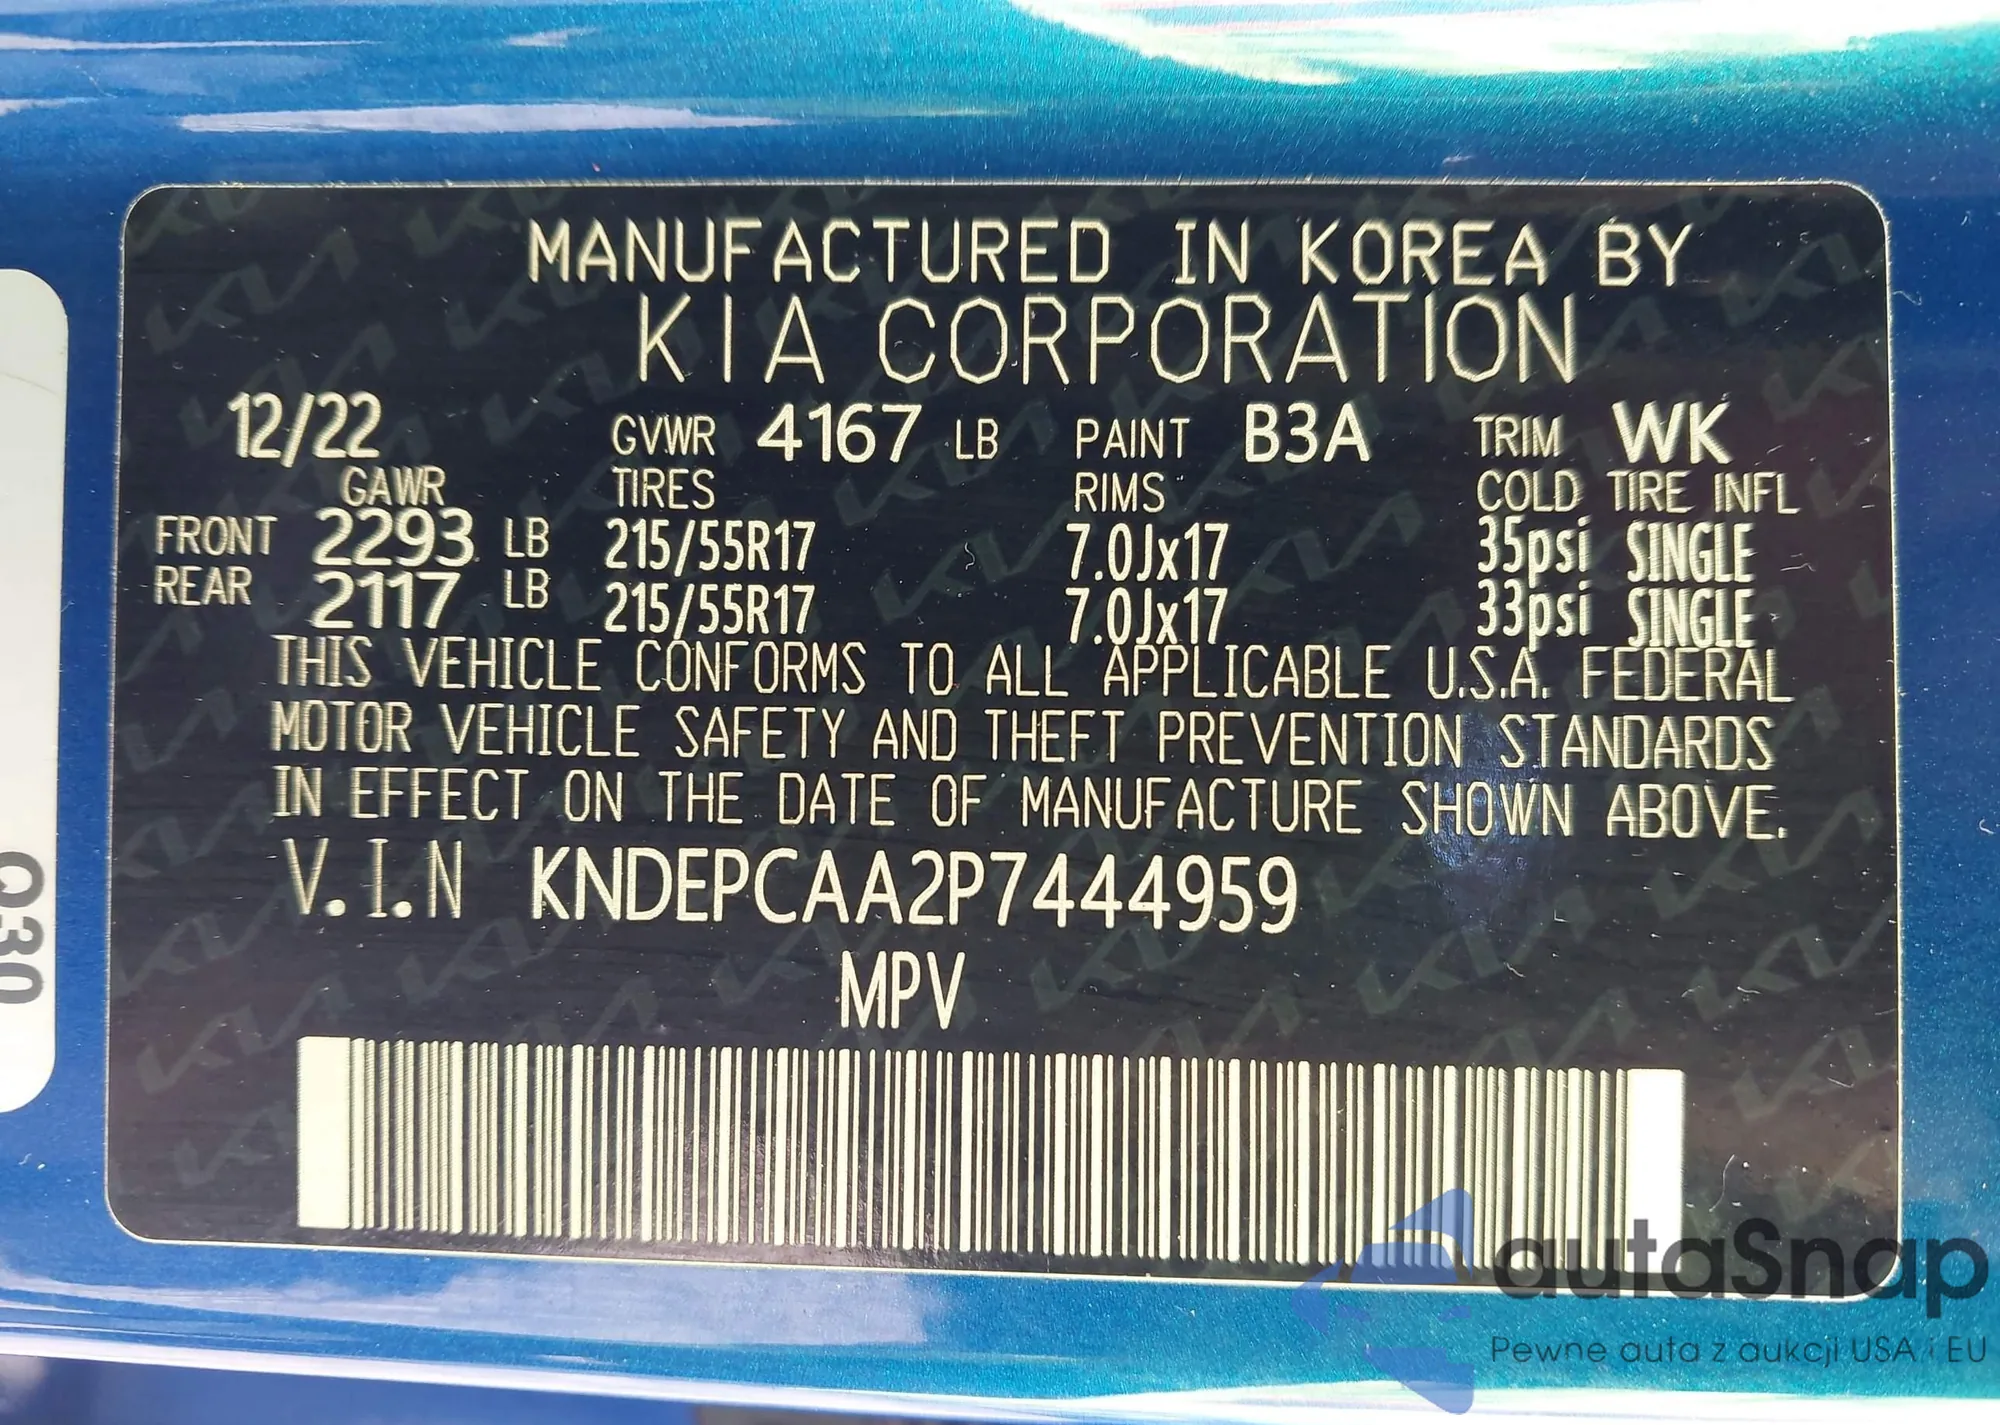 MANUFACTURED IN KOREA BY
KIA CORPORATION
12/22 GVWR 4167 LB PAINT B3A TRIM WK
GAWR TIRES RIMS COLD TIRE INFL
FRONT 2293 LB 215/55R17 7.0Jx17 35psi SINGLE
REAR 2117 LB 215/55R17 7.0Jx17 33psi SINGLE
THIS VEHICLE CONFORMS TO ALL APPLICABLE U.S.A. FEDERAL
MOTOR VEHICLE SAFETY AND THEFT PREVENTION STANDARDS
IN EFFECT ON THE DATE OF MANUFACTURE SHOWN ABOVE.
V.I.N KNDEPCAA2P7444959
MPV
030
autaSnap
Pewne auta z aukcji USA i EU